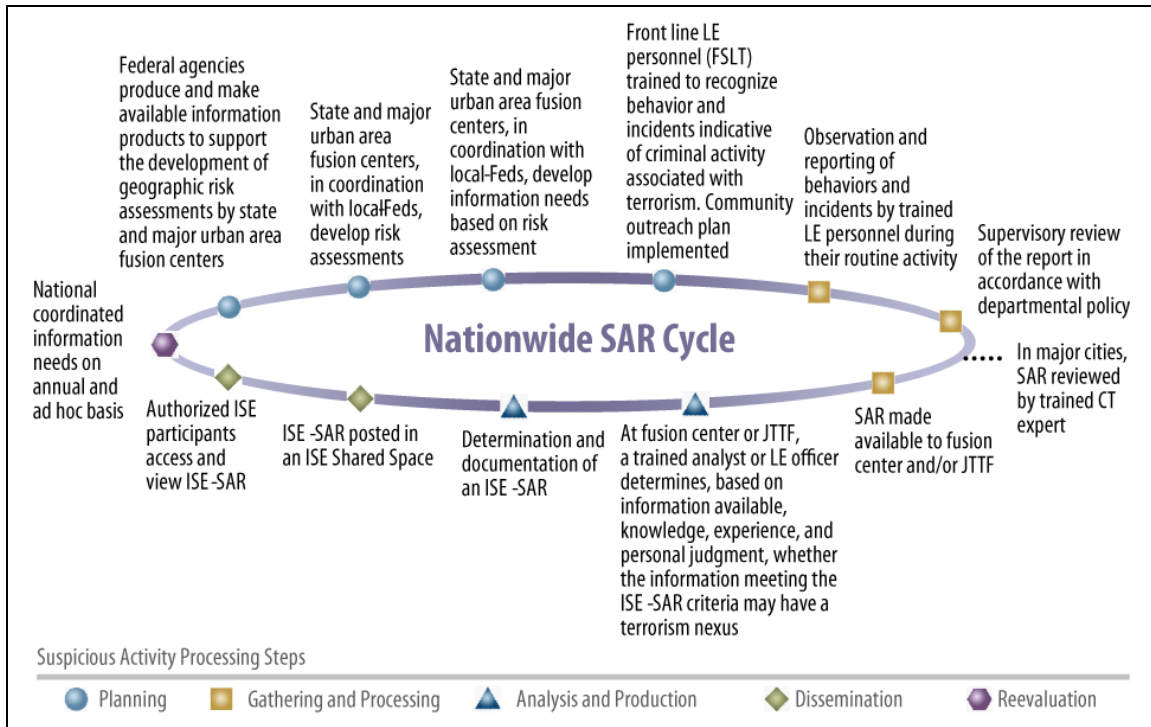 Federal agencies
produce and make
available information
products to support
the development of
geographic risk
assessments by state
and major urban area
fusion centers
State and major
urban area
fusion centers,
in coordination
with local-Feds,
develop risk
assessments
State and major
urban area fusion
centers, in
coordination with
local-Feds, develop
information needs
based on risk
assessment
Front line LE
personnel (FSLT)
trained to recognize
behavior and
incidents indicative
of criminal activity
associated with
terrorism. Community
outreach plan
implemented
Observation and
reporting of
behaviors and
incidents by trained
LE personnel during
their routine activity
Supervisory review
of the report in
accordance with
departmental policy
..... In major cities,
SAR reviewed
by trained CT
expert
National
coordinated
information
needs on
annual and
ad hoc basis
Nationwide SAR Cycle
Authorized ISE
participants
access and
view ISE -SAR
ISE -SAR posted in
an ISE Shared Space
Determination and
documentation of
an ISE -SAR
At fusion center or JTTF,
a trained analyst or LE officer
determines, based on
information available,
knowledge, experience, and
personal judgment, whether
the information meeting the
ISE -SAR criteria may have a
terrorism nexus
SAR made
available to fusion
center and/or JTTF
Suspicious Activity Processing Steps
Planning
Gathering and Processing
Analysis and Production
Dissemination
Reevaluation